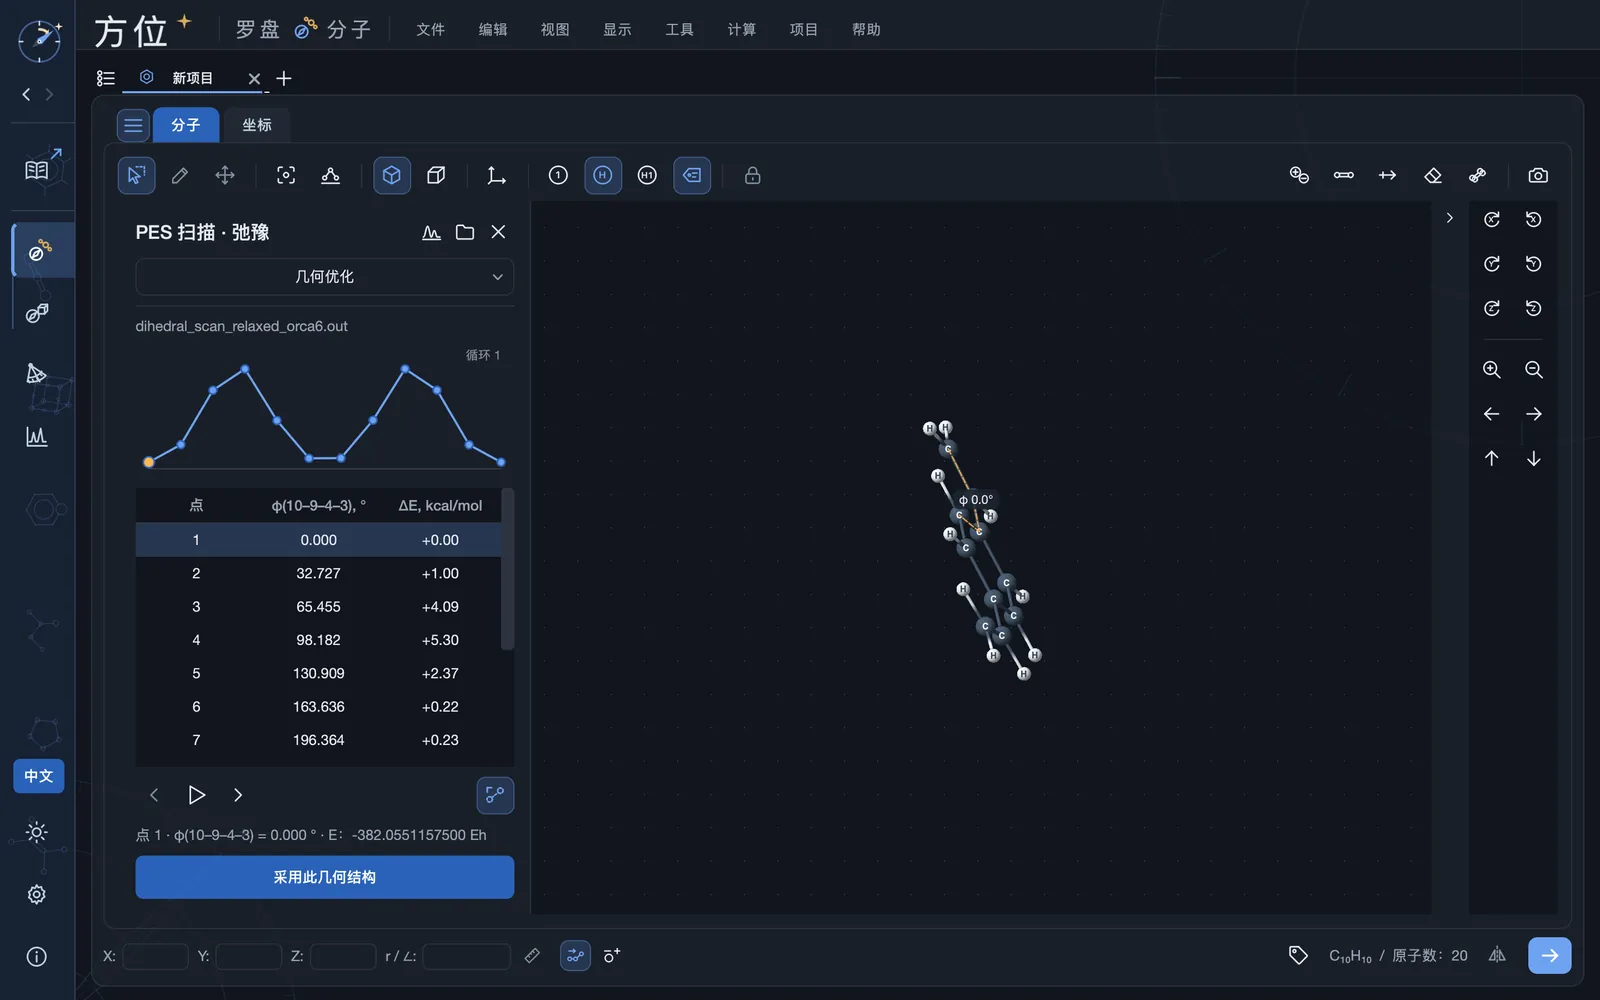 方位
罗盘 分子 文件 编辑 视图 显示 工具 计算 项目 帮助
新项目
分子 坐标
1 H H1
PES 扫描 · 弛豫
几何优化
dihedral_scan_relaxed_orca6.out
循环 1
点 ϕ(10–9–4–3), ° ΔE, kcal/mol
1 0.000 +0.00
2 32.727 +1.00
3 65.455 +4.09
4 98.182 +5.30
5 130.909 +2.37
6 163.636 +0.22
7 196.364 +0.23
点 1 · ϕ(10–9–4–3) = 0.000 ° · E: -382.0551157500 Eh
采用此几何结构
H H
C
H
ϕ 0.0°
C H
H C
C
C
H C H
C
C C
H H
H
X X
Y Y
Z Z
中文
X: Y: Z: r / ∠:
C₁₀H₁₀ / 原子数: 20